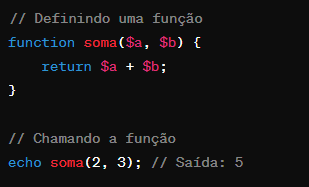 // Definindo uma função
function soma($a, $b) {
    return $a + $b;
}

// Chamando a função
echo soma(2, 3); // Saída: 5